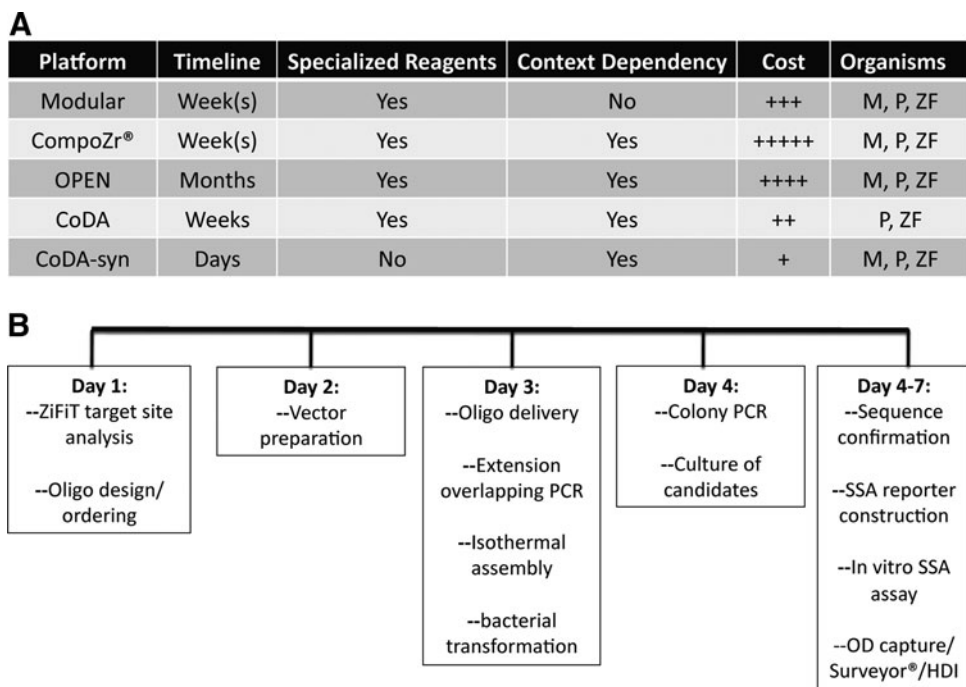 A
Platform Timeline Specialized Reagents Context Dependency Cost Organisms
Modular Week(s) Yes No +++ M, P, ZF
CompoZr® Week(s) Yes Yes +++++ M, P, ZF
OPEN Months Yes Yes ++++ M, P, ZF
CoDA Weeks Yes Yes ++ P, ZF
CoDA-syn Days No Yes + M, P, ZF
B
Day 1:
--ZiFiT target site
analysis
--Oligo design/
ordering
Day 2:
--Vector
preparation
Day 3:
--Oligo delivery
--Extension
overlapping PCR
--Isothermal
assembly
--bacterial
transformation
Day 4:
--Colony PCR
--Culture of
candidates
Day 4-7:
--Sequence
confirmation
--SSA reporter
construction
--In vitro SSA
assay
--OD capture/
Surveyor®/HDI